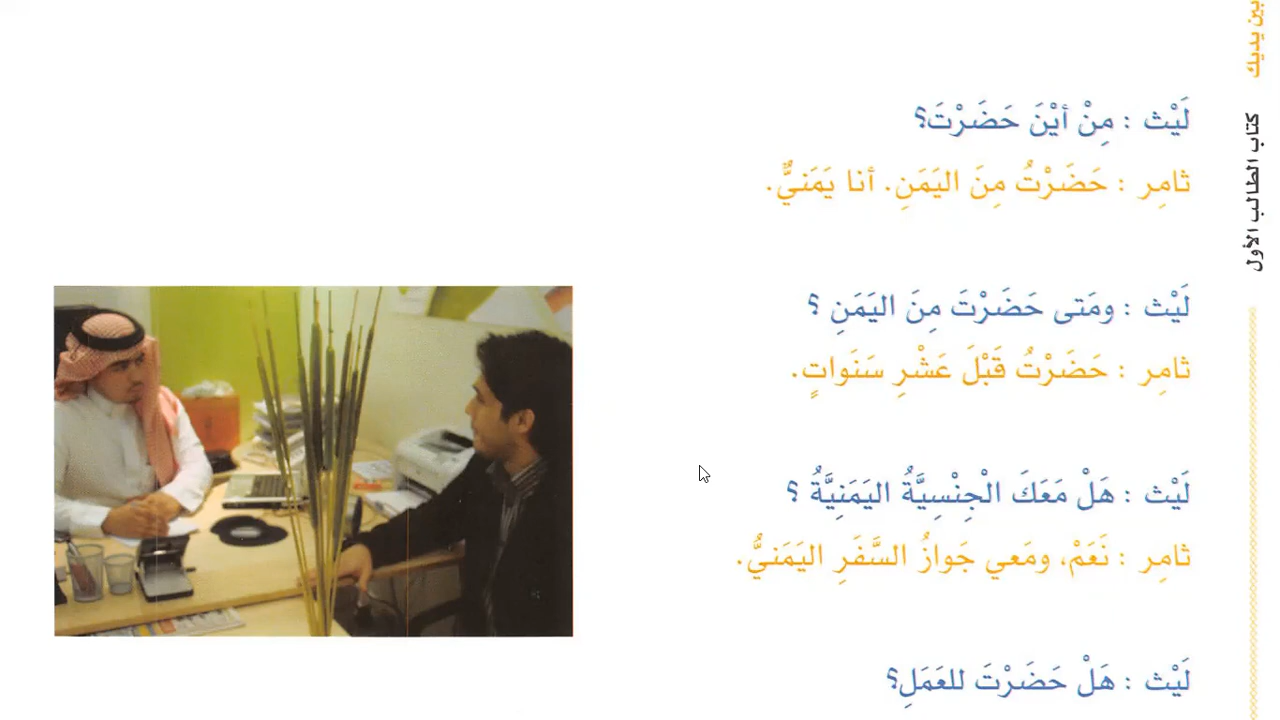 لَيْث : مِنْ أيْنَ حَضَرْتَ؟
ثامِر : حَضَرْتُ مِنَ اليَمَنِ. أنا يَمَنيٌّ.
لَيْث : ومَتى حَضَرْتَ مِنَ اليَمَنِ ؟
ثامِر : حَضَرْتُ قَبْلَ عَشْرِ سَنَواتٍ.
لَيْث : هَلْ مَعَكَ الْجِنْسِيَّةُ اليَمَنِيَّةُ ؟
ثامِر : نَعَمْ، ومَعي جَوازُ السَّفَرِ اليَمَنيُّ.
لَيْث : هَلْ حَضَرْتَ للعَمَلِ؟
بين يديك
كتاب الطالب الأول